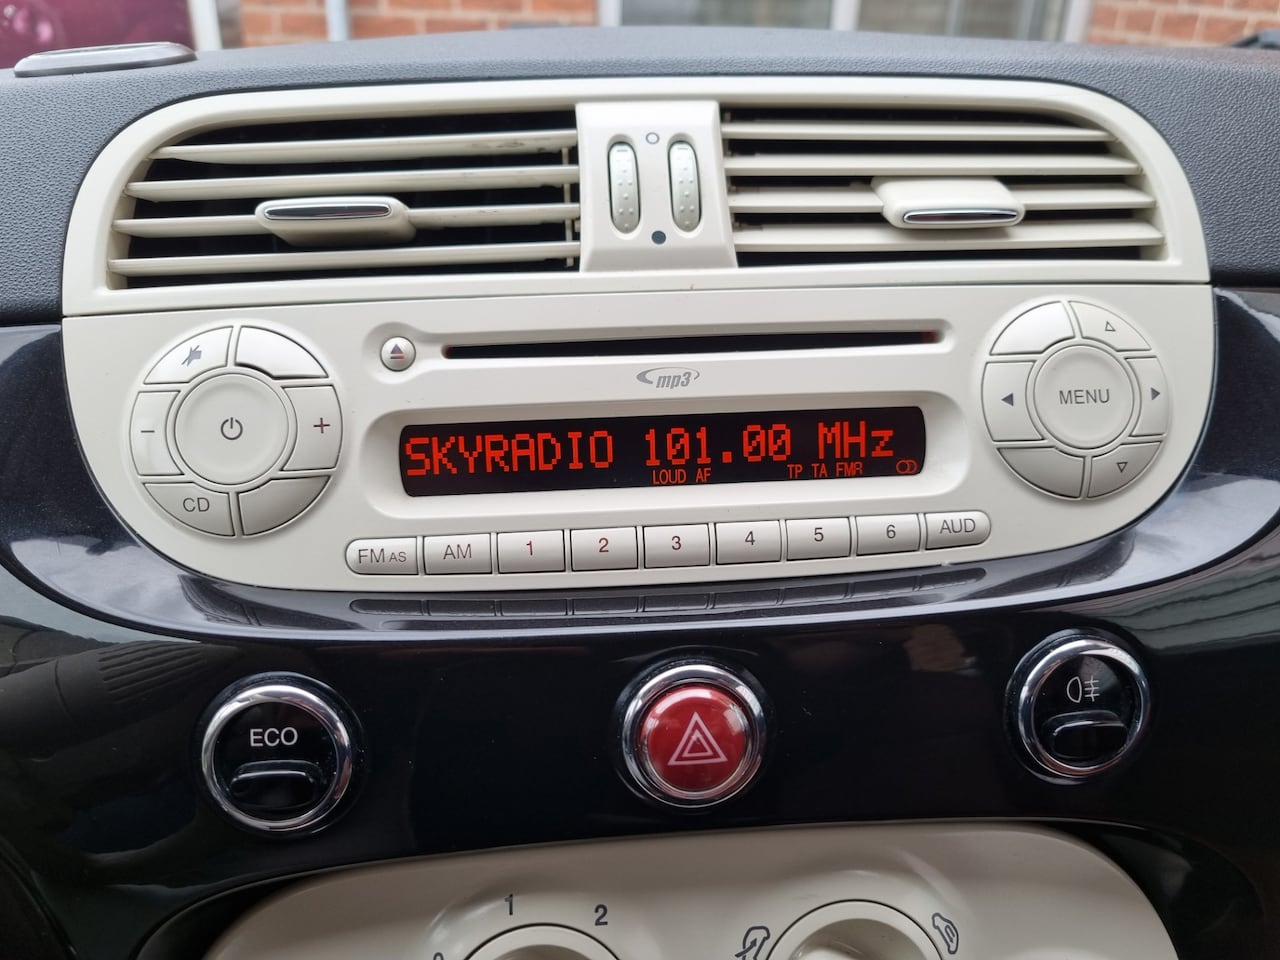 mp3
SKYRADIO 101.00 MHz
LOUD AF TP TA FMR
MENU
− +
CD
FM AS AM 1 2 3 4 5 6 AUD
ECO
1 2